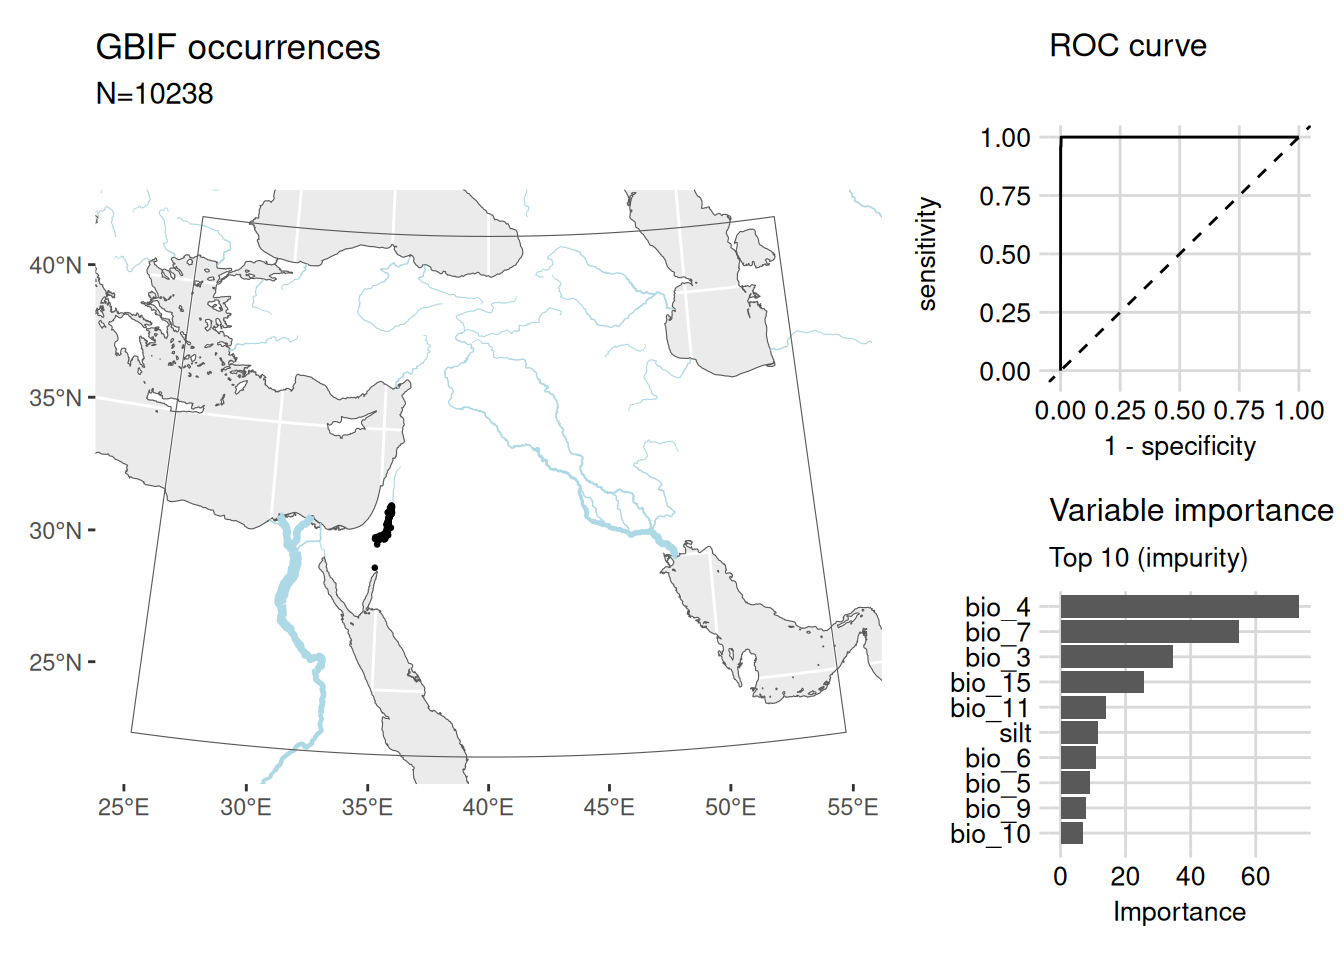 GBIF occurrences
N=10238
40°N
35°N
30°N
25°N
25°E 30°E 35°E 40°E 45°E 50°E 55°E
ROC curve
sensitivity
1.00
0.75
0.50
0.25
0.00
0.00 0.25 0.50 0.75 1.00
1 - specificity
Variable importance
Top 10 (impurity)
bio_4
bio_7
bio_3
bio_15
bio_11
silt
bio_6
bio_5
bio_9
bio_10
0 20 40 60
Importance